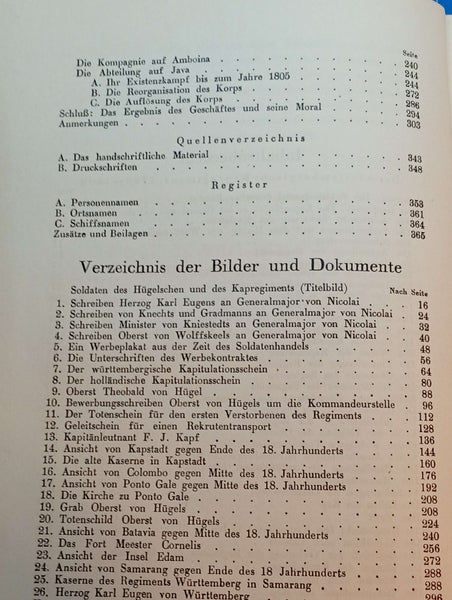 Seite
Die Kompagnie auf Amboina . . . . . . . . . . 240
Die Abteilung auf Java . . . . . . . . . . 244
A. Ihr Existenzkampf bis zum Jahre 1805 . . . . . . 244
B. Die Reorganisation des Korps . . . . . . . . 272
C. Die Auflösung des Korps . . . . . . . . 286
Schluß: Das Ergebnis des Geschäftes und seine Moral . . . . . 294
Anmerkungen . . . . . . . . . . 303
Quellenverzeichnis
A. Das handschriftliche Material . . . . . . . . 343
B. Druckschriften . . . . . . . . . . 348
Register
A. Personennamen . . . . . . . . . . 353
B. Ortsnamen . . . . . . . . . . 361
C. Schiffsnamen . . . . . . . . . . 364
Zusätze und Beilagen . . . . . . . . . . 365
Verzeichnis der Bilder und Dokumente
Soldaten des Hügelschen und des Kapregiments (Titelbild) Nach Seite
1. Schreiben Herzog Karl Eugens an Generalmajor von Nicolai . . 16
2. Schreiben von Knechts und Gradmanns an Generalmajor von Nicolai . 24
3. Schreiben Minister von Kniestedts an Generalmajor von Nicolai . . 32
4. Schreiben Oberst von Wolffskeels an Generalmajor von Nicolai . . 40
5. Ein Werbeplakat aus der Zeit des Soldatenhandels . . . . 48
6. Die Unterschriften des Werbekontraktes . . . . . . 56
7. Der württembergische Kapitulationsschein . . . . . . 64
8. Der holländische Kapitulationsschein . . . . . . . 80
9. Oberst Theobald von Hügel . . . . . . . . 88
10. Bewerbungsschreiben Oberst von Hügels um die Kommandeurstelle . 96
11. Der Totenschein für den ersten Verstorbenen des Regiments . . 112
12. Geleitschein für einen Rekrutentransport . . . . . . 128
13. Kapitänleutnant F. J. Kapf . . . . . . . . 136
14. Ansicht von Kapstadt gegen Ende des 18. Jahrhunderts . . . 144
15. Die alte Kaserne in Kapstadt . . . . . . . . 160
16. Ansicht von Colombo gegen Mitte des 18. Jahrhunderts . . . 176
17. Ansicht von Ponto Gale gegen Mitte des 18. Jahrhunderts . . . 192
18. Die Kirche zu Ponto Gale . . . . . . . . 208
19. Grab Oberst von Hügels . . . . . . . . 208
20. Totenschild Oberst von Hügels . . . . . . . . 224
21. Ansicht von Batavia gegen Mitte des 18. Jahrhunderts . . . 240
22. Das Fort Meester Cornelis . . . . . . . . 256
23. Ansicht der Insel Edam . . . . . . . . 272
24. Ansicht von Samarang gegen Ende des 18. Jahrhunderts . . . 288
25. Kaserne des Regiments Württemberg in Samarang . . . . 288
26. Herzog Karl Eugen von Württemberg